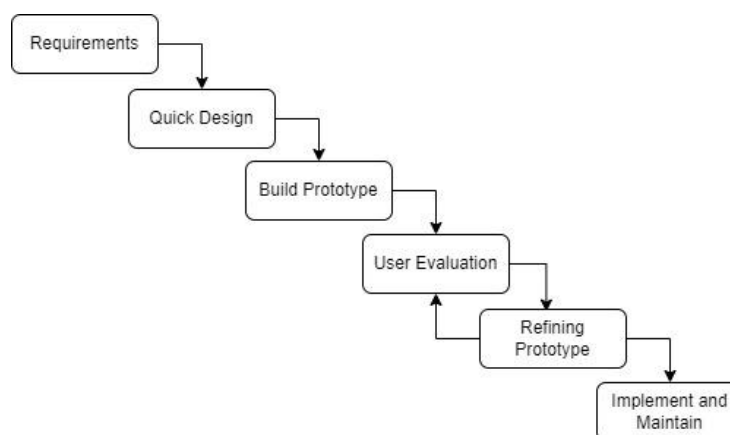 Requirements
Quick Design
Build Prototype
User Evaluation
Refining
Prototype
Implement and
Maintain